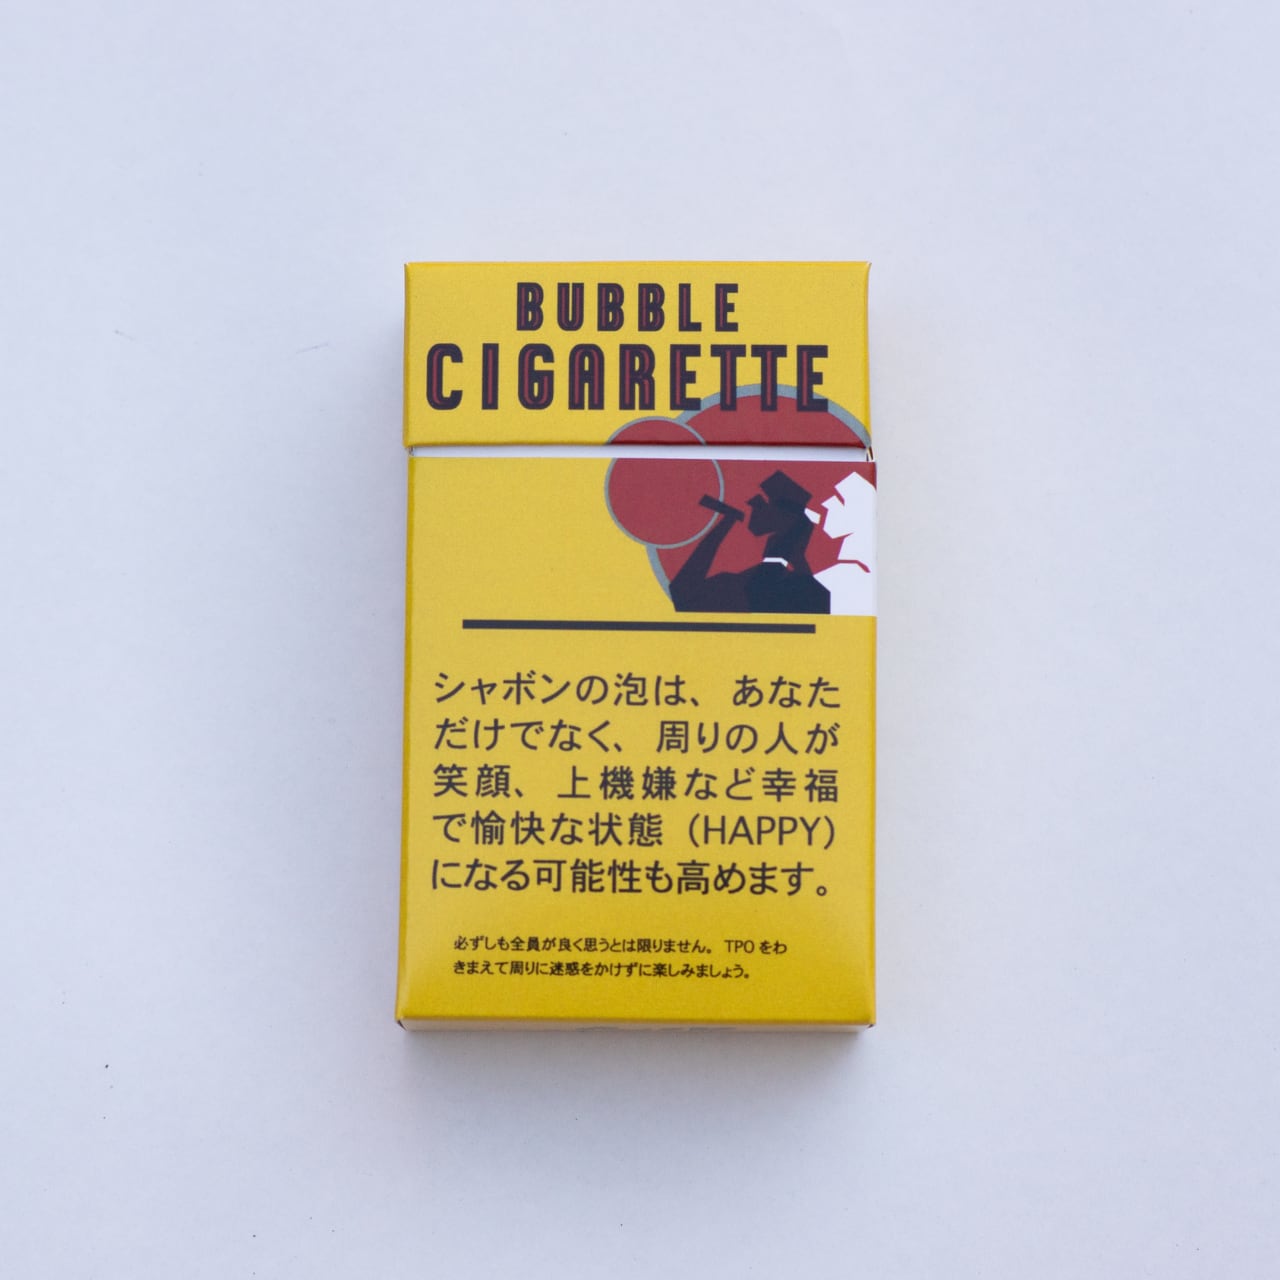 BUBBLE
CIGARETTE
シャボンの泡は、あなた
だけでなく、周りの人が
笑顔、上機嫌など幸福
で愉快な状態（HAPPY）
になる可能性も高めます。
必ずしも全員が良く思うとは限りません。TPOをわ
きまえて周りに迷惑をかけずに楽しみましょう。